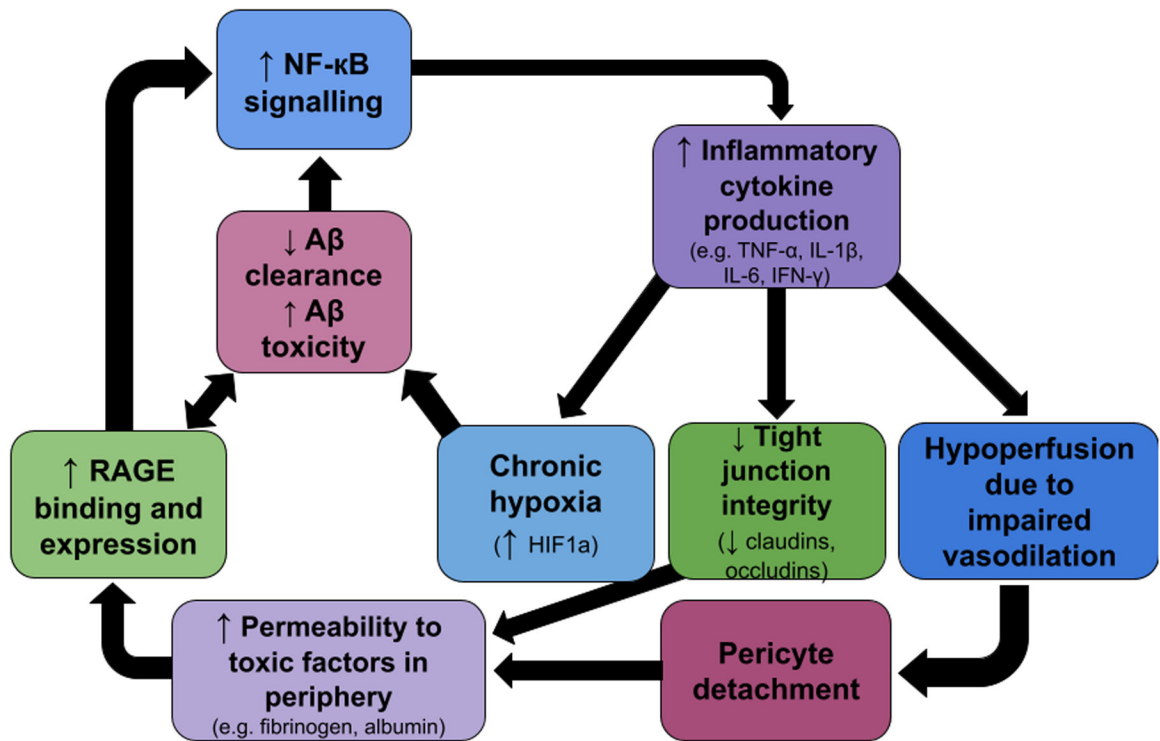 ↑ NF-κB
signalling
↑ Inflammatory
cytokine
production
(e.g. TNF-α, IL-1β,
IL-6, IFN-γ)
↓ Aβ
clearance
↑ Aβ
toxicity
↑ RAGE
binding and
expression
Chronic
hypoxia
(↑ HIF1a)
↓ Tight
junction
integrity
(↓ claudins,
occludins)
Hypoperfusion
due to
impaired
vasodilation
↑ Permeability to
toxic factors in
periphery
(e.g. fibrinogen, albumin)
Pericyte
detachment